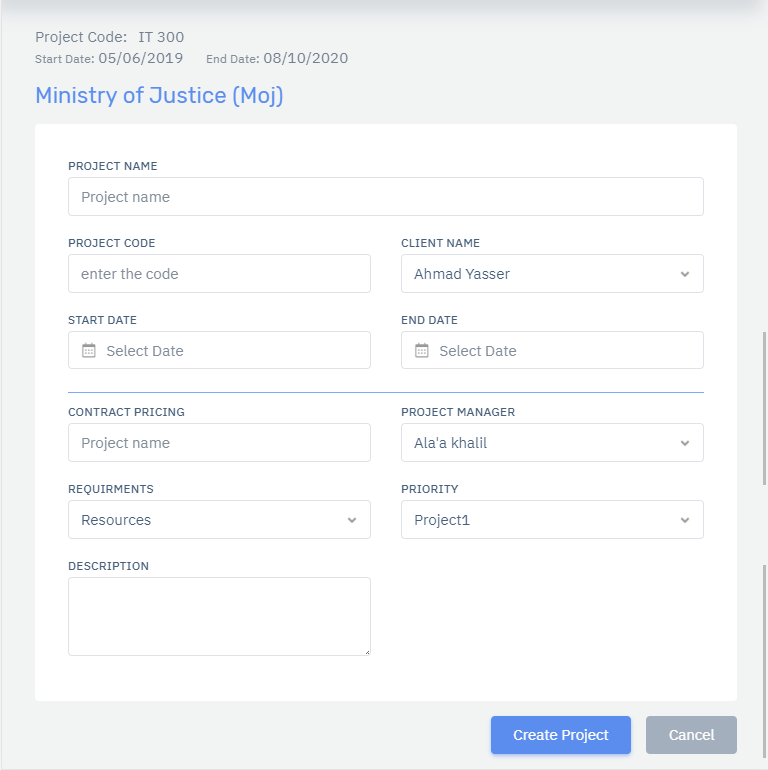 Project Code: IT 300
Start Date: 05/06/2019 End Date: 08/10/2020
Ministry of Justice (Moj)
PROJECT NAME
Project name
PROJECT CODE CLIENT NAME
enter the code Ahmad Yasser
START DATE END DATE
Select Date Select Date
CONTRACT PRICING PROJECT MANAGER
Project name Ala'a khalil
REQUIRMENTS PRIORITY
Resources Project1
DESCRIPTION
Create Project Cancel